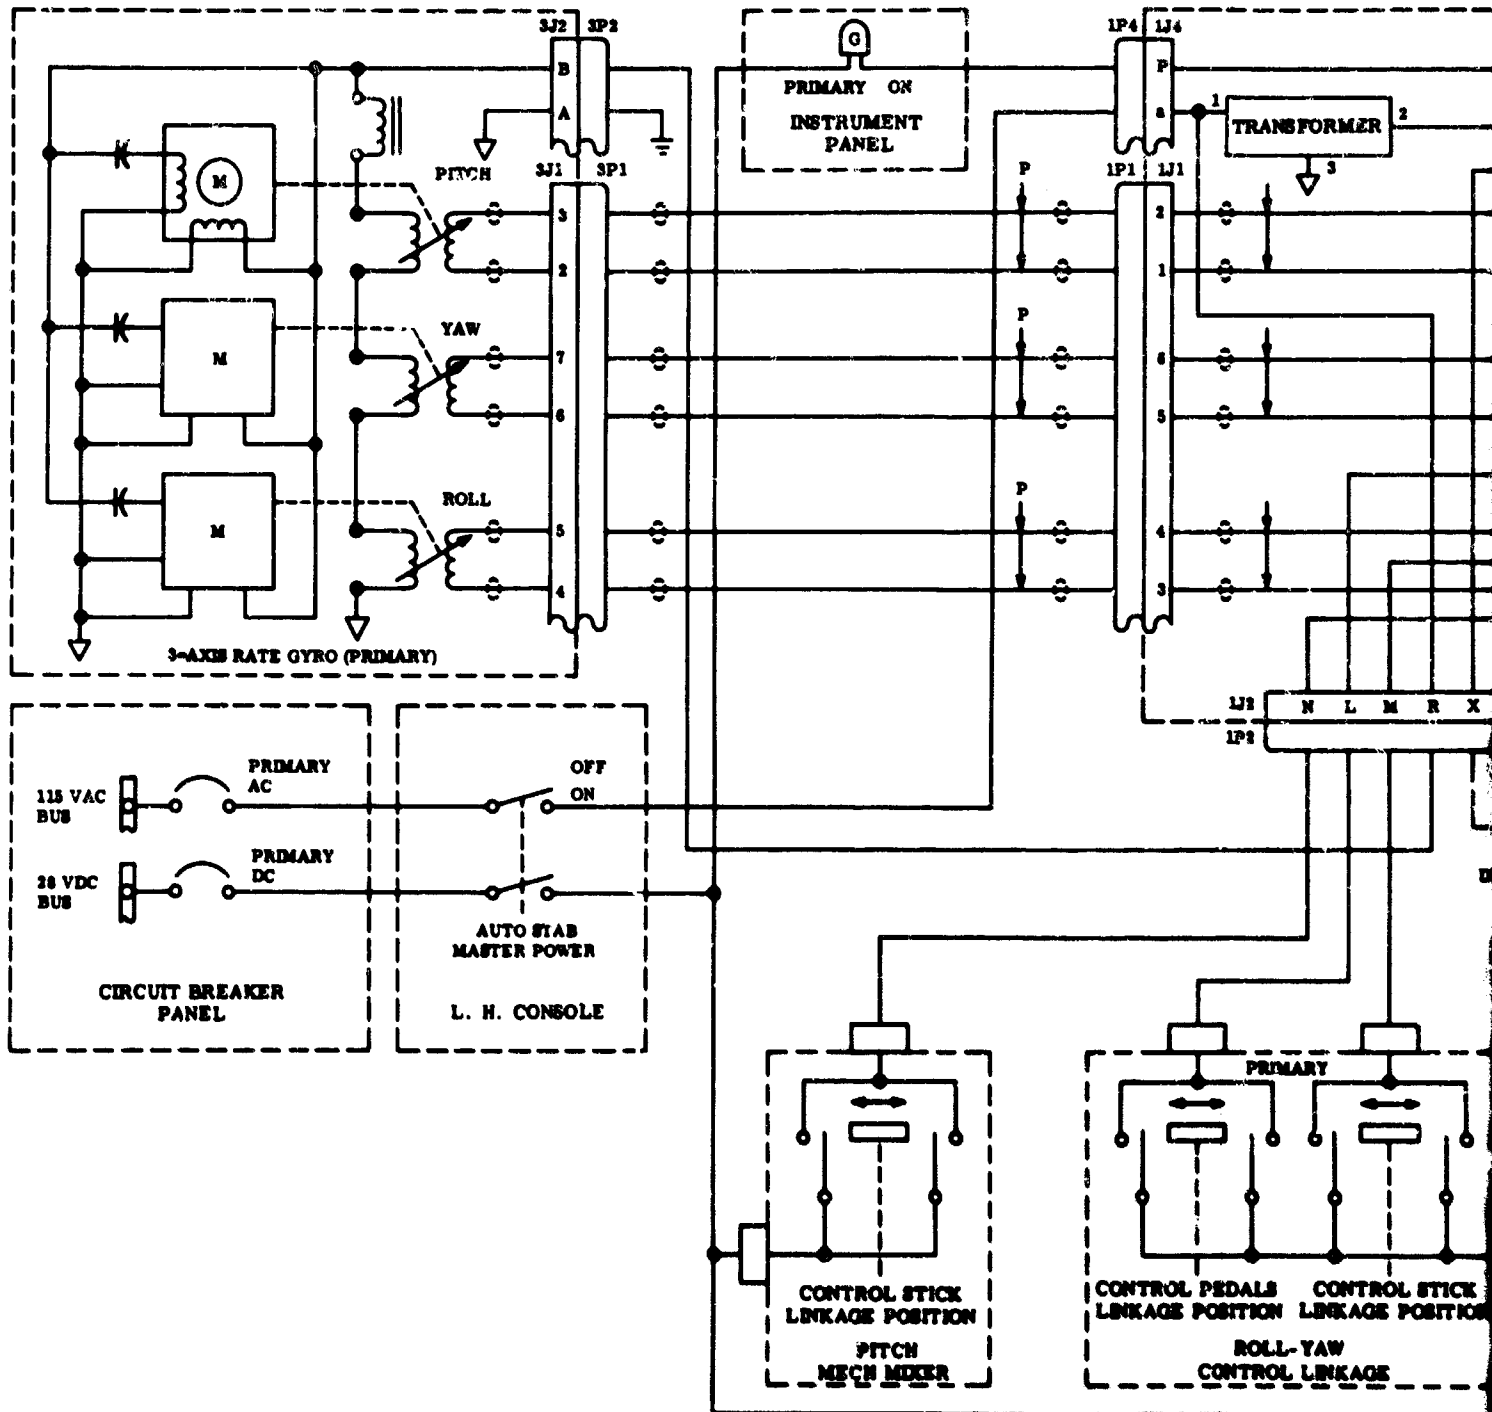 3J2 3P2
B
A
PITCH
3J1 3P1
3
2
YAW
7
6
ROLL
5
4
M
M
M
3-AXIS RATE GYRO (PRIMARY)
G
PRIMARY ON
INSTRUMENT
PANEL
1P4 1J4
P
a
1
TRANSFORMER
2
3
1P1 1J1
P
2
1
P
6
5
P
4
3
1J2
N L M R X
1P2
115 VAC
BUS
PRIMARY
AC
28 VDC
BUS
PRIMARY
DC
CIRCUIT BREAKER
PANEL
OFF
ON
AUTO STAB
MASTER POWER
L. H. CONSOLE
CONTROL STICK
LINKAGE POSITION
PITCH
MECH MIXER
PRIMARY
CONTROL PEDALS
LINKAGE POSITION
CONTROL STICK
LINKAGE POSITION
ROLL-YAW
CONTROL LINKAGE